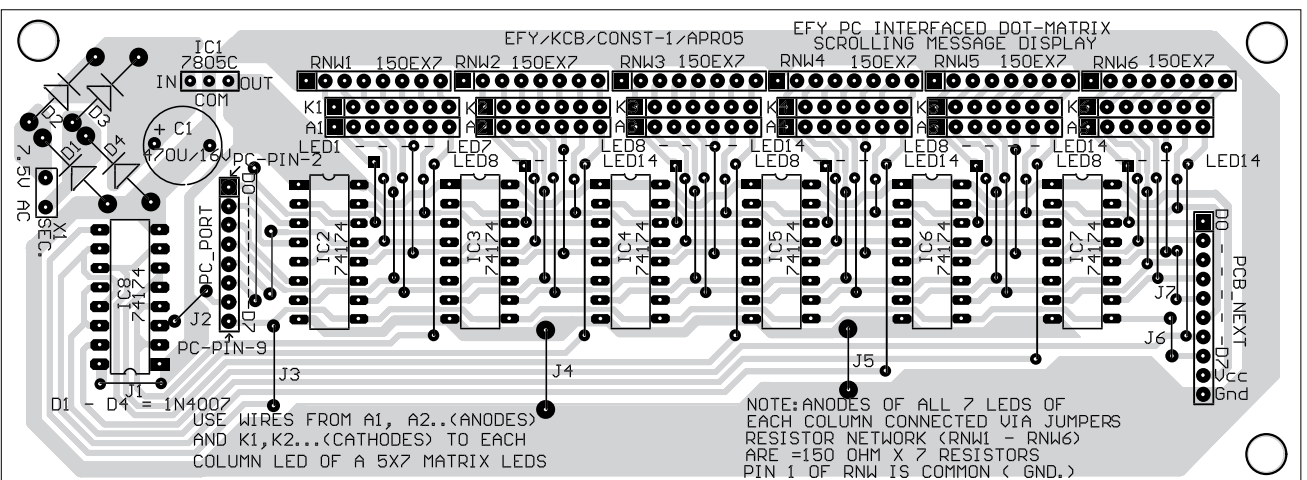 EFY PC INTERFACED DOT-MATRIX
SCROLLING MESSAGE DISPLAY
EFY/KCB/CONST-1/APR05
IC1
7805C
IN OUT
COM
RNW1 150EX7 RNW2 150EX7 RNW3 150EX7 RNW4 150EX7 RNW5 150EX7 RNW6 150EX7
K1 K K K K K
A1 A A A A A
D2 D3
D1 D4
+ C1
470U/16V
7.5V AC
X1
SEC.
LED1 - - - - LED7 LED8 - - - - LED14 LED8 - - - - LED14
LED8 - - - - LED14 LED8 - - - - LED14 LED8 - - - - LED14
PC-PIN-2
D0 - - - - - D7
PC_PORT
PC-PIN-9
IC8
74174
IC2
74174
IC3
74174
IC4
74174
IC5
74174
IC6
74174
IC7
74174
J1
J2
J3
J4
J5
J6
J7
D0 - - - - - D7
Vcc
Gnd
PCB_NEXT
D1 - D4 = 1N4007
USE WIRES FROM A1, A2..(ANODES)
AND K1,K2...(CATHODES) TO EACH
COLUMN LED OF A 5X7 MATRIX LEDS
NOTE:ANODES OF ALL 7 LEDS OF
EACH COLUMN CONNECTED VIA JUMPERS
RESISTOR NETWORK (RNW1 - RNW6)
ARE =150 OHM X 7 RESISTORS
PIN 1 OF RNW IS COMMON ( GND.)